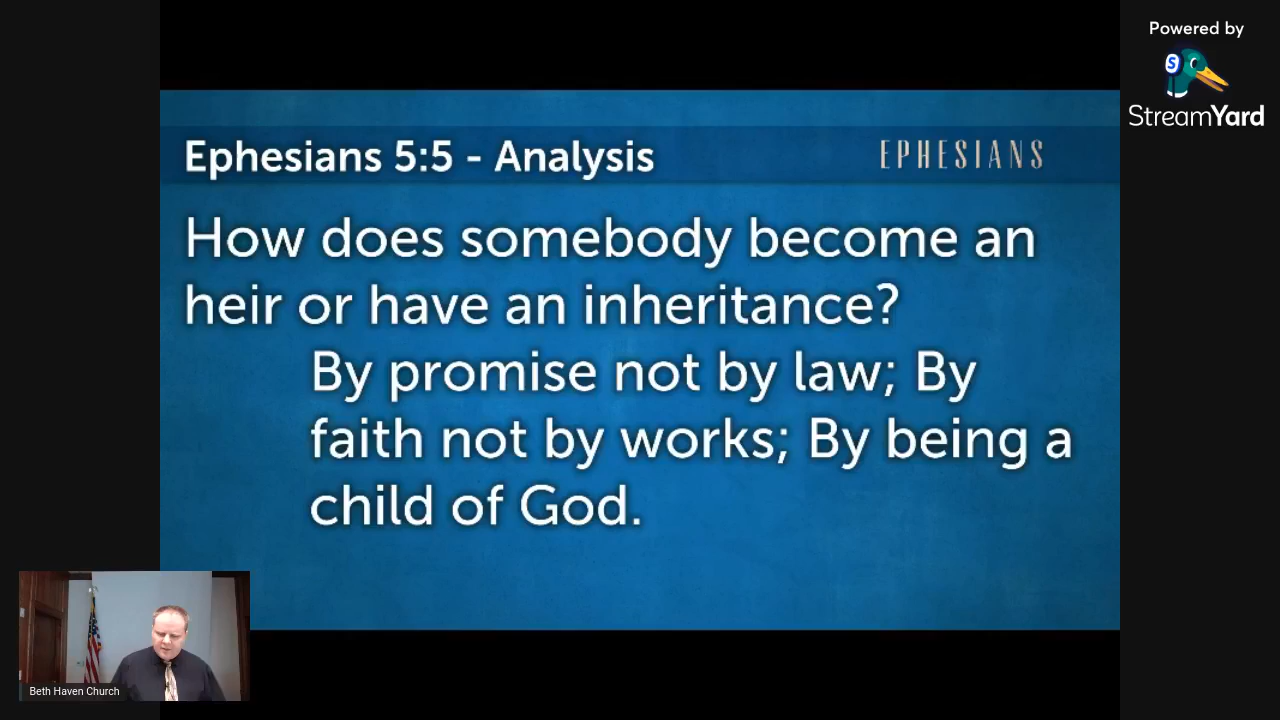 Powered by
S
StreamYard
Ephesians 5:5 - Analysis
EPHESIANS
How does somebody become an
heir or have an inheritance?
By promise not by law; By
faith not by works; By being a
child of God.
Beth Haven Church